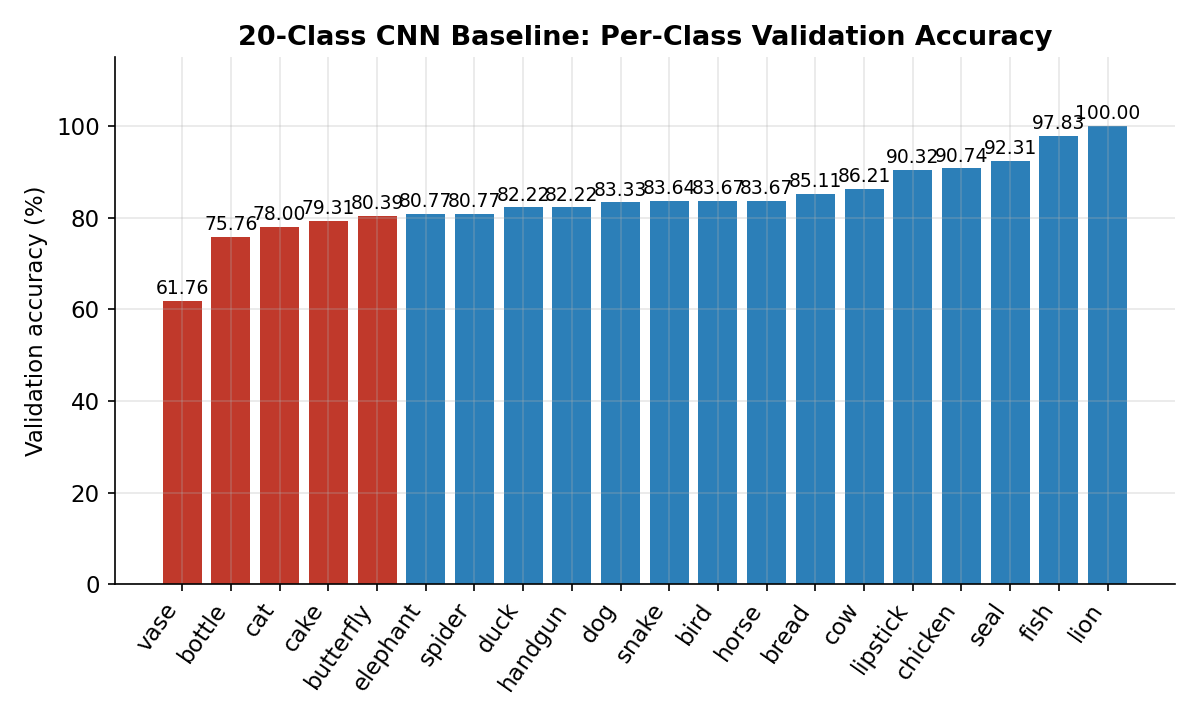 20-Class CNN Baseline: Per-Class Validation Accuracy
Validation accuracy (%)
100
80
60
40
20
0
61.76
75.76
78.00
79.31
80.39
80.77
80.77
82.22
82.22
83.33
83.64
83.67
83.67
85.11
86.21
90.32
90.74
92.31
97.83
100.00
vase
bottle
cat
cake
butterfly
elephant
spider
duck
handgun
dog
snake
bird
horse
bread
cow
lipstick
chicken
seal
fish
lion